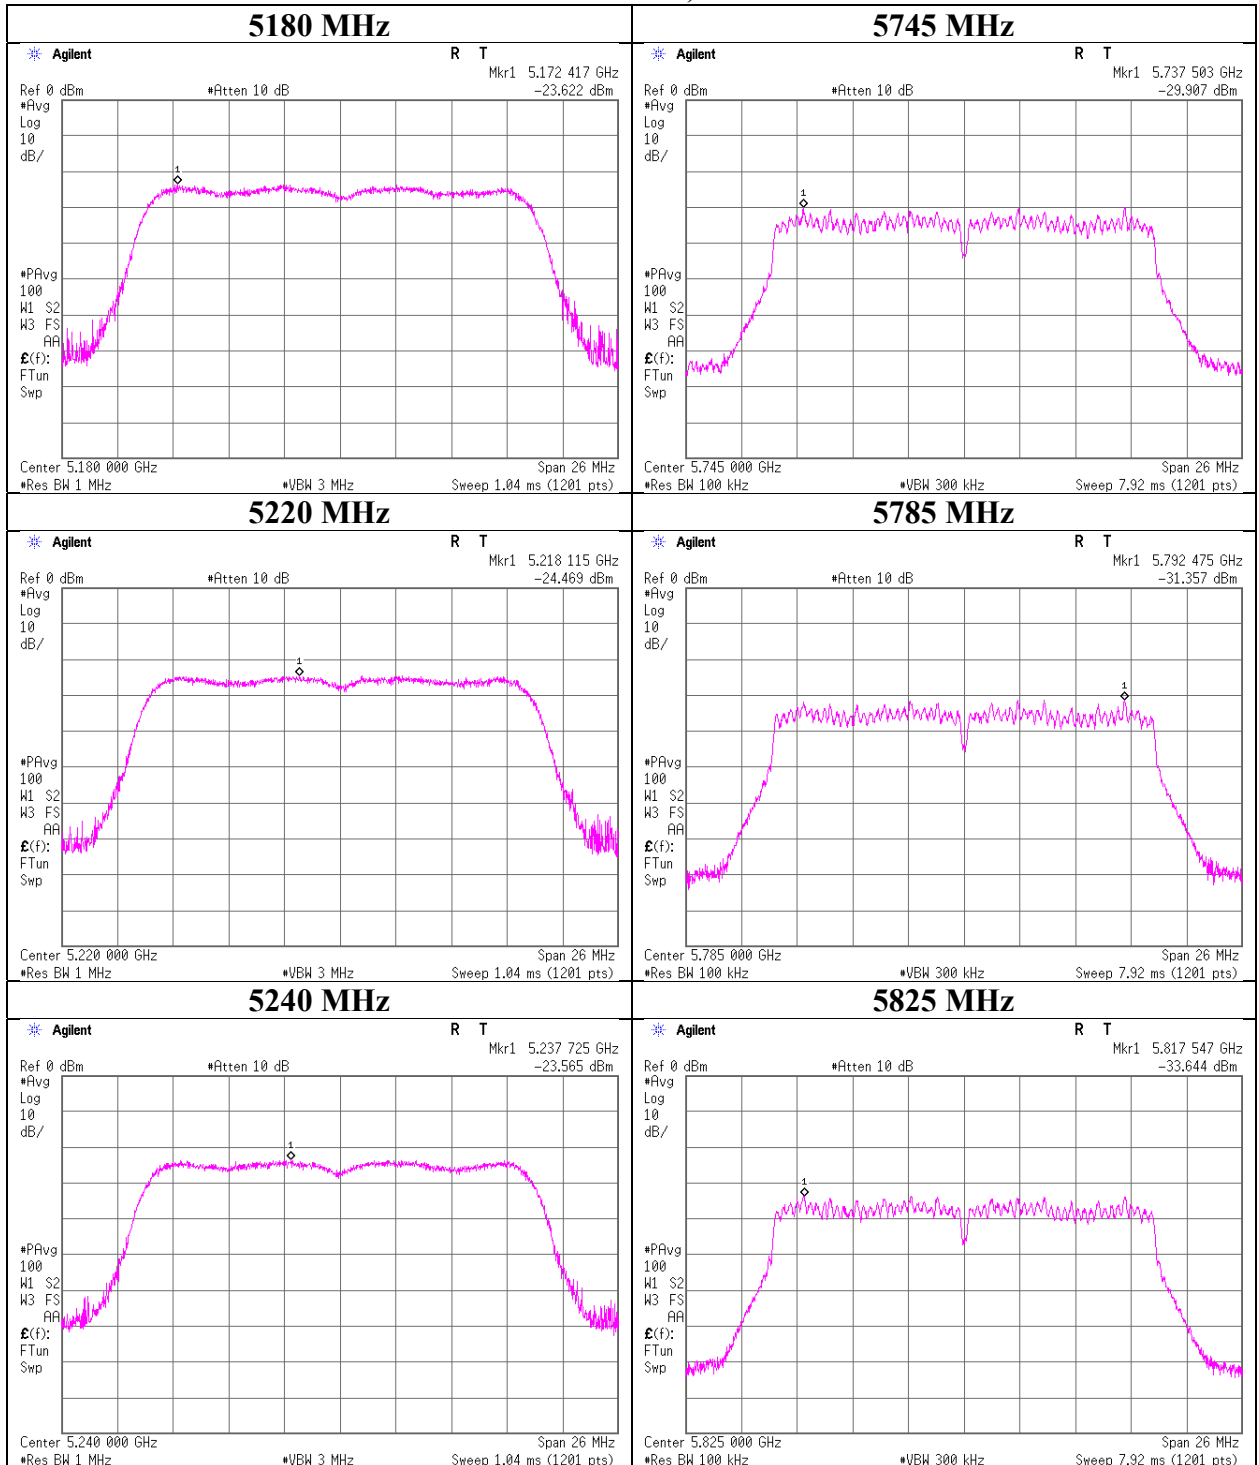 5180 MHz
Agilent R T
Mkr1 5.172 417 GHz
Ref 0 dBm #Atten 10 dB -23.622 dBm
#Avg
Log
10
dB/
1
#PAvg
100
W1 S2
W3 FS
AA
£(f):
FTun
Swp
Center 5.180 000 GHz Span 26 MHz
#Res BW 1 MHz #VBW 3 MHz Sweep 1.04 ms (1201 pts)
5745 MHz
Agilent R T
Mkr1 5.737 503 GHz
Ref 0 dBm #Atten 10 dB -29.907 dBm
#Avg
Log
10
dB/
1
#PAvg
100
W1 S2
W3 FS
AA
£(f):
FTun
Swp
Center 5.745 000 GHz Span 26 MHz
#Res BW 100 kHz #VBW 300 kHz Sweep 7.92 ms (1201 pts)
5220 MHz
Agilent R T
Mkr1 5.218 115 GHz
Ref 0 dBm #Atten 10 dB -24.469 dBm
#Avg
Log
10
dB/
1
#PAvg
100
W1 S2
W3 FS
AA
£(f):
FTun
Swp
Center 5.220 000 GHz Span 26 MHz
#Res BW 1 MHz #VBW 3 MHz Sweep 1.04 ms (1201 pts)
5785 MHz
Agilent R T
Mkr1 5.792 475 GHz
Ref 0 dBm #Atten 10 dB -31.357 dBm
#Avg
Log
10
dB/
1
#PAvg
100
W1 S2
W3 FS
AA
£(f):
FTun
Swp
Center 5.785 000 GHz Span 26 MHz
#Res BW 100 kHz #VBW 300 kHz Sweep 7.92 ms (1201 pts)
5240 MHz
Agilent R T
Mkr1 5.237 725 GHz
Ref 0 dBm #Atten 10 dB -23.565 dBm
#Avg
Log
10
dB/
1
#PAvg
100
W1 S2
W3 FS
AA
£(f):
FTun
Swp
Center 5.240 000 GHz Span 26 MHz
#Res BW 1 MHz #VBW 3 MHz Sweep 1.04 ms (1201 pts)
5825 MHz
Agilent R T
Mkr1 5.817 547 GHz
Ref 0 dBm #Atten 10 dB -33.644 dBm
#Avg
Log
10
dB/
1
#PAvg
100
W1 S2
W3 FS
AA
£(f):
FTun
Swp
Center 5.825 000 GHz Span 26 MHz
#Res BW 100 kHz #VBW 300 kHz Sweep 7.92 ms (1201 pts)